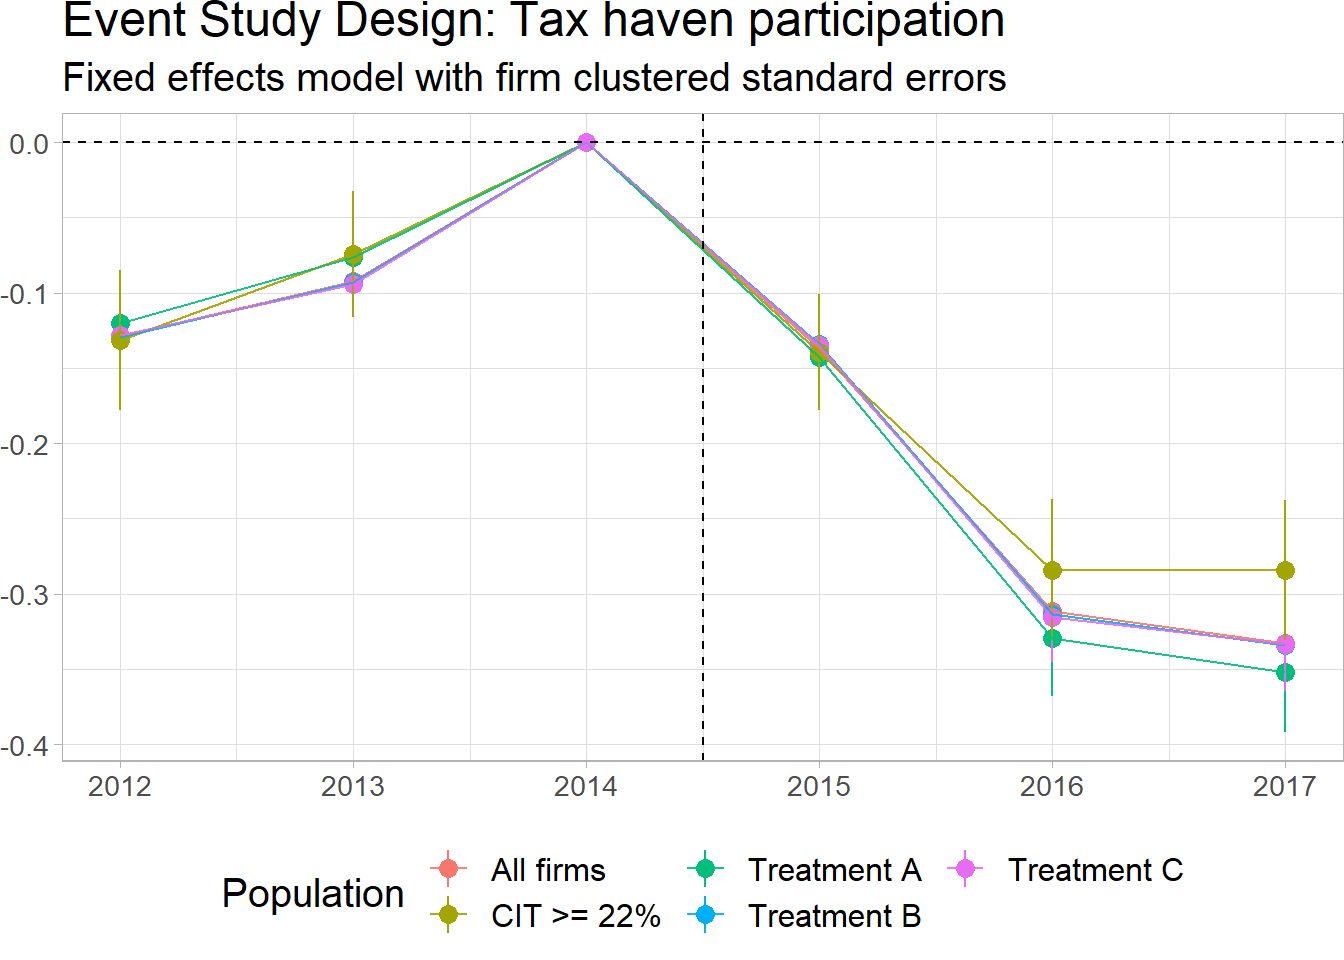 Event Study Design: Tax haven participation
Fixed effects model with firm clustered standard errors
0.0
-0.1
-0.2
-0.3
-0.4
2012 2013 2014 2015 2016 2017
Population
All firms Treatment A Treatment C
CIT >= 22% Treatment B